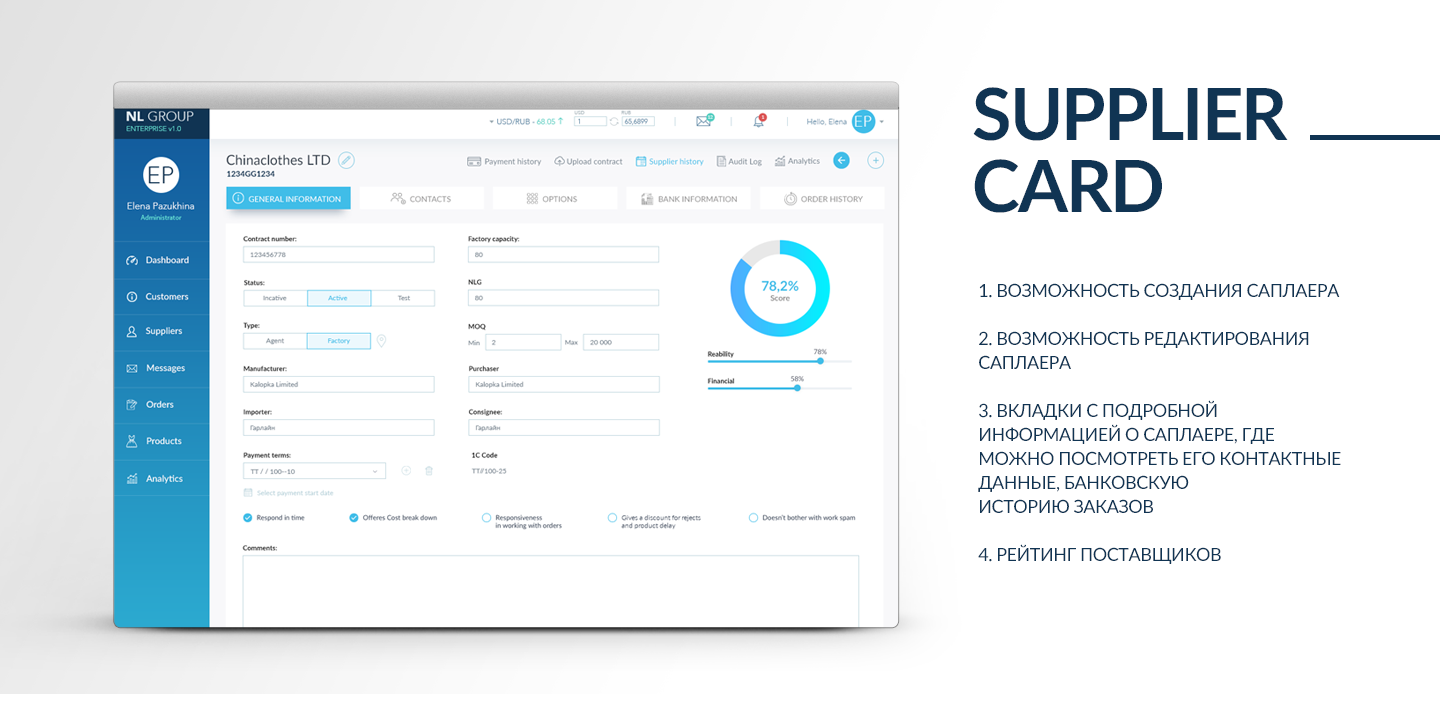 NL GROUP
ENTERPRISE v1.0
USD/RUB - 68.05
USD
1
RUB
65,6899
1
Hello, Elena
EP
EP
Elena Pazukhina
Administrator
Dashboard
Customers
Suppliers
Messages
Orders
Products
Analytics
Chinaclothes LTD
1234GG1234
Payment history
Upload contract
Supplier history
Audit Log
Analytics
GENERAL INFORMATION
CONTACTS
OPTIONS
BANK INFORMATION
ORDER HISTORY
Contract number:
123456778
Factory capacity:
80
Status:
Incative
Active
Test
NLG
80
Type:
Agent
Factory
MOQ
Min
2
Max
20 000
Manufacturer:
Kalopka Limited
Purchaser
Kalopka Limited
Importer:
Гарлайн
Consignee:
Гарлайн
Payment terms:
TT / / 100--10
1C Code
TT//100-25
Select payment start date
78,2%
Score
Reability
78%
Financial
58%
Respond in time
Offeres Cost break down
Responsiveness
in working with orders
Gives a discount for rejects
and product delay
Doesn't bother with work spam
Comments:
SUPPLIER
CARD
1. ВОЗМОЖНОСТЬ СОЗДАНИЯ САПЛАЕРА
2. ВОЗМОЖНОСТЬ РЕДАКТИРОВАНИЯ
САПЛАЕРА
3. ВКЛАДКИ С ПОДРОБНОЙ
ИНФОРМАЦИЕЙ О САПЛАЕРЕ, ГДЕ
МОЖНО ПОСМОТРЕТЬ ЕГО КОНТАКТНЫЕ
ДАННЫЕ, БАНКОВСКУЮ
ИСТОРИЮ ЗАКАЗОВ
4. РЕЙТИНГ ПОСТАВЩИКОВ